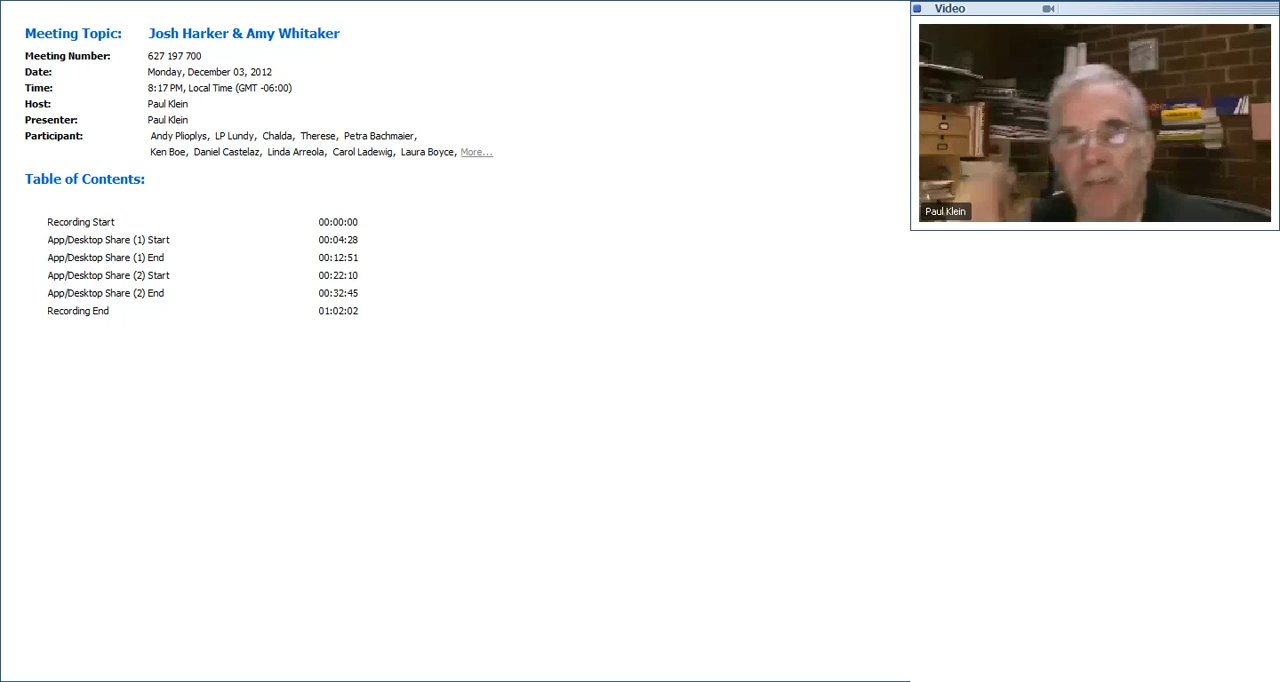 Meeting Topic: Josh Harker & Amy Whitaker
Meeting Number: 627 197 700
Date: Monday, December 03, 2012
Time: 8:17 PM, Local Time (GMT -06:00)
Host: Paul Klein
Presenter: Paul Klein
Participant: Andy Plioplys, LP Lundy, Chalda, Therese, Petra Bachmaier,
Ken Boe, Daniel Castelaz, Linda Arreola, Carol Ladewig, Laura Boyce, More...
Table of Contents:
Recording Start 00:00:00
App/Desktop Share (1) Start 00:04:28
App/Desktop Share (1) End 00:12:51
App/Desktop Share (2) Start 00:22:10
App/Desktop Share (2) End 00:32:45
Recording End 01:02:02
Video
Paul Klein